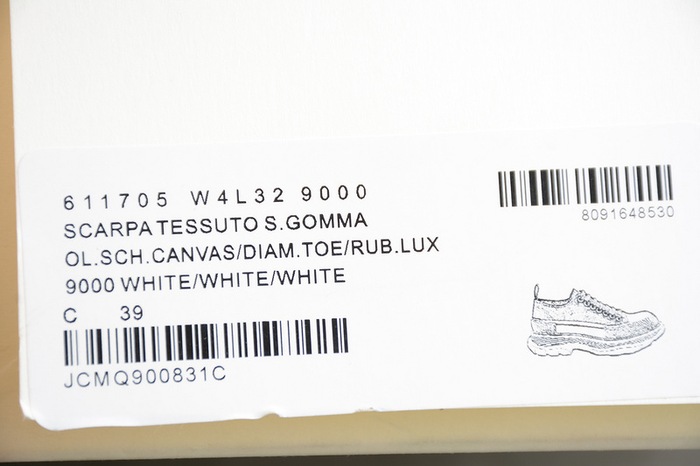 611705 W4L32 9000
SCARPA TESSUTO S.GOMMA
OL.SCH.CANVAS/DIAM.TOE/RUB.LUX
9000 WHITE/WHITE/WHITE
C 39
JCMQ900831C
8091648530